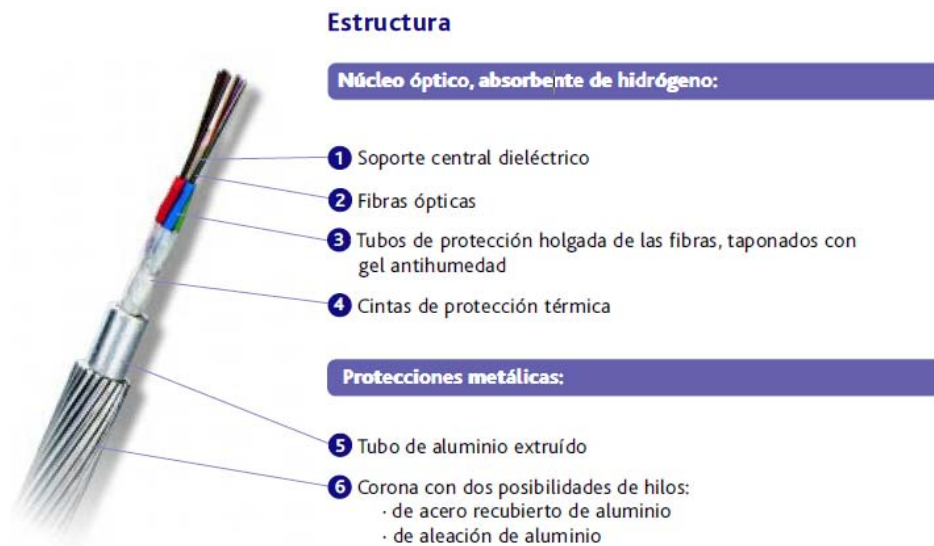 Estructura
Núcleo óptico, absorbente de hidrógeno:
1 Soporte central dieléctrico
2 Fibras ópticas
3 Tubos de protección holgada de las fibras, taponados con
gel antihumedad
4 Cintas de protección térmica
Protecciones metálicas:
5 Tubo de aluminio extruído
6 Corona con dos posibilidades de hilos:
· de acero recubierto de aluminio
· de aleación de aluminio